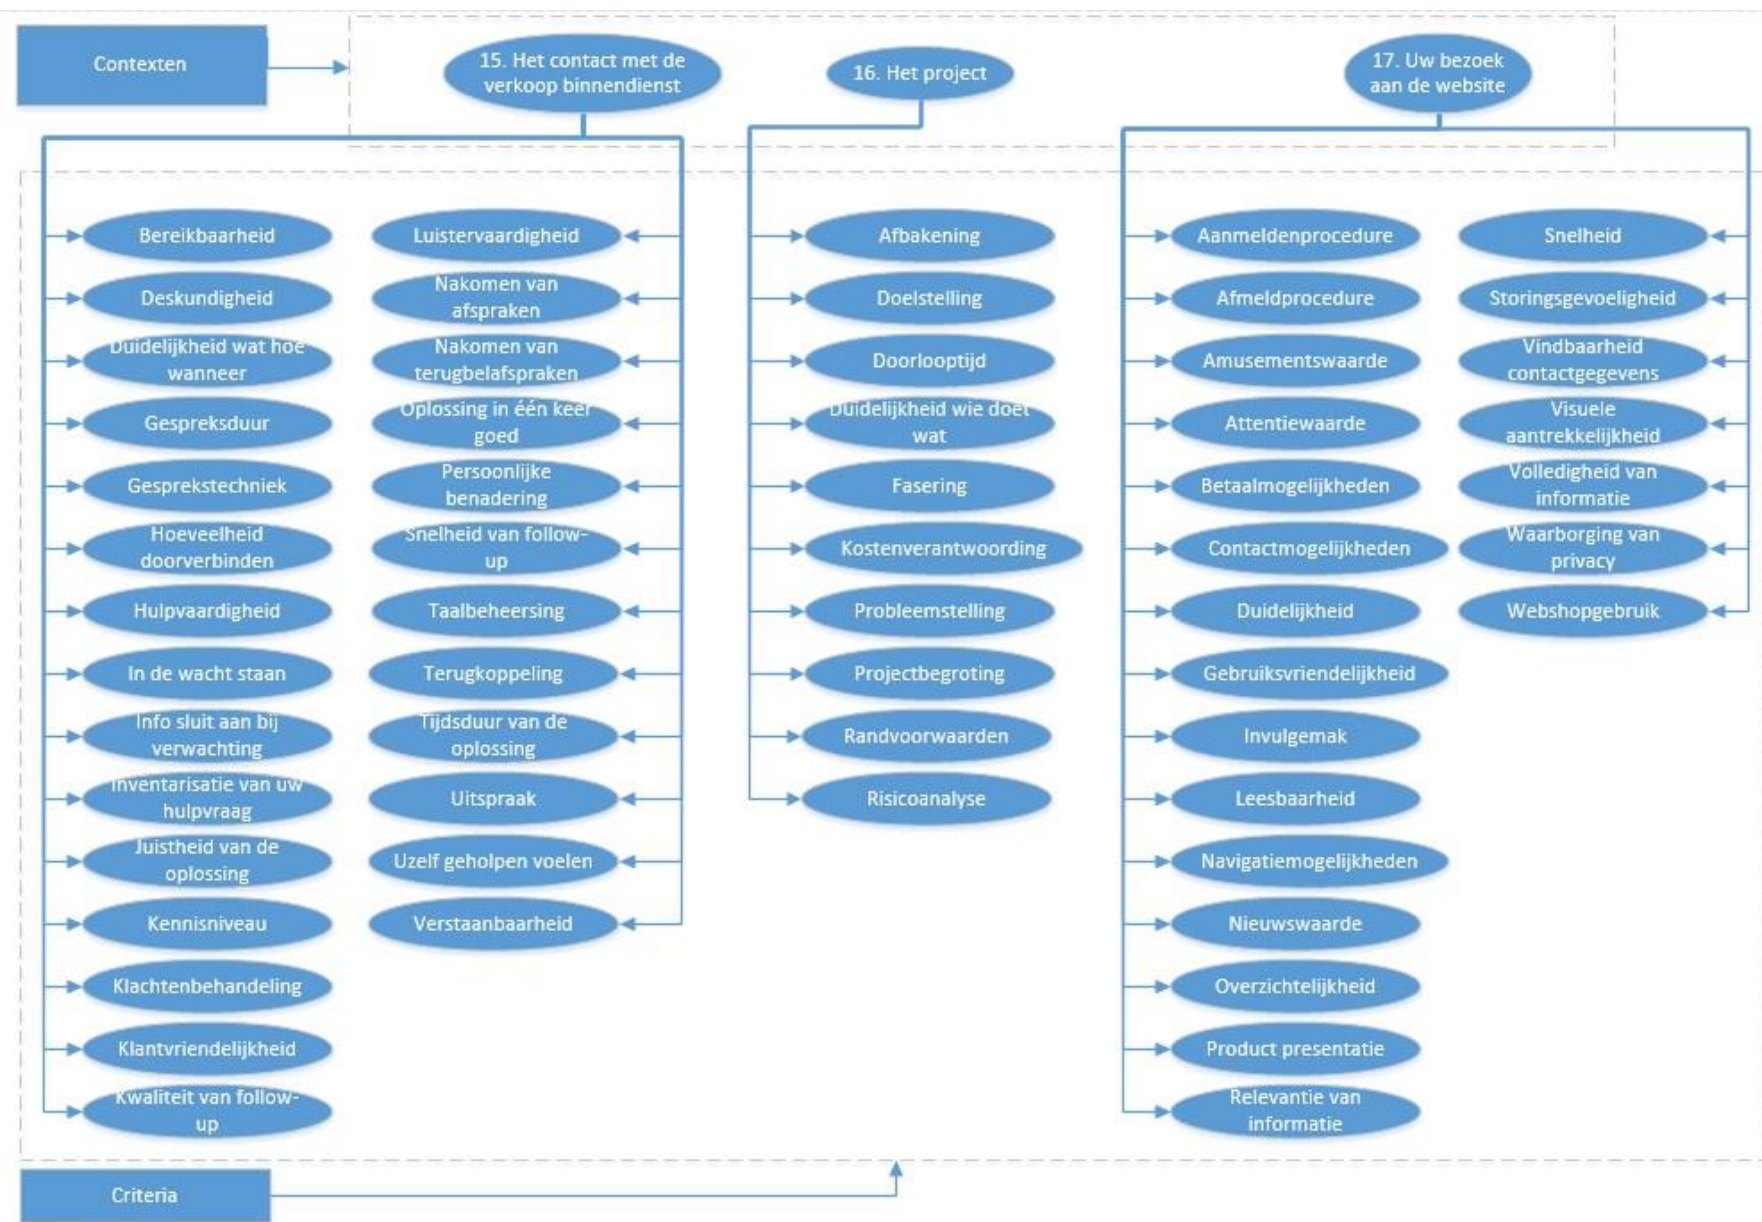 Contexten
15. Het contact met de
verkoop binnendienst
16. Het project
17. Uw bezoek
aan de website
Bereikbaarheid
Deskundigheid
Duidelijkheid wat hoe
wanneer
Gespreksduur
Gesprekstechniek
Hoeveelheid
doorverbinden
Hulpvaardigheid
In de wacht staan
Info sluit aan bij
verwachting
Inventarisatie van uw
hulpvraag
Juistheid van de
oplossing
Kennisniveau
Klachtenbehandeling
Klantvriendelijkheid
Kwaliteit van follow-
up
Luistervaardigheid
Nakomen van
afspraken
Nakomen van
terugbelafspraken
Oplossing in één keer
goed
Persoonlijke
benadering
Snelheid van follow-
up
Taalbeheersing
Terugkoppeling
Tijdsduur van de
oplossing
Uitspraak
Uzelf geholpen voelen
Verstaanbaarheid
Afbakening
Doelstelling
Doorlooptijd
Duidelijkheid wie doet
wat
Fasering
Kostenverantwoording
Probleemstelling
Projectbegroting
Randvoorwaarden
Risicoanalyse
Aanmeldenprocedure
Afmeldprocedure
Amusementswaarde
Attentiewaarde
Betaalmogelijkheden
Contactmogelijkheden
Duidelijkheid
Gebruiksvriendelijkheid
Invulgemak
Leesbaarheid
Navigatiemogelijkheden
Nieuwswaarde
Overzichtelijkheid
Product presentatie
Relevantie van
informatie
Snelheid
Storingsgevoeligheid
Vindbaarheid
contactgegevens
Visuele
aantrekkelijkheid
Volledigheid van
informatie
Waarborging van
privacy
Webshopgebruik
Criteria